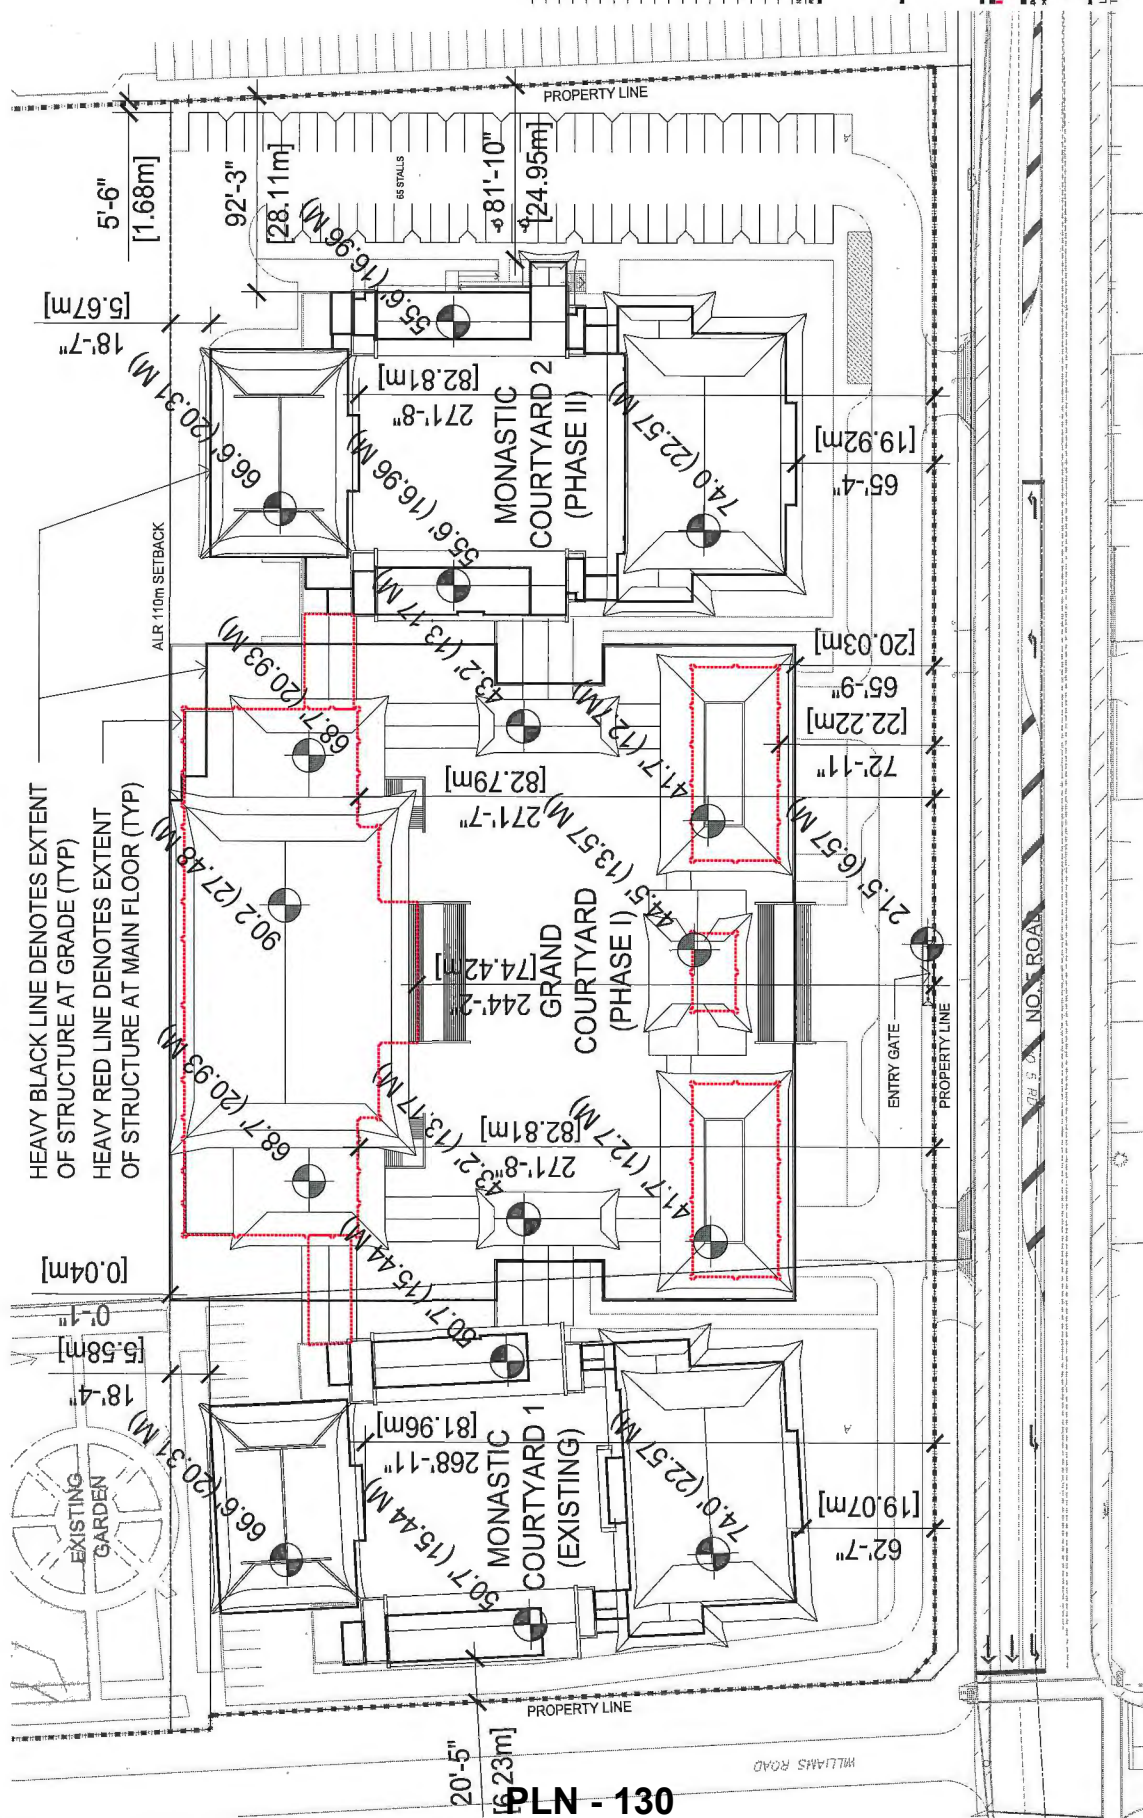 PROPERTY LINE
5'-6"
[1.68m]
92'-3"
[28.11m]
65 STALLS
81'-10"
[24.95m]
18'-7"
[5.67m]
66.6' (20.31 M)
55.6' (16.96 M)
271'-8"
[82.81m]
MONASTIC
COURTYARD 2
(PHASE II)
74.0 (22.57 M)
65'-4"
[19.92m]
55.6' (16.96 M)
ALR 110m SETBACK
HEAVY BLACK LINE DENOTES EXTENT
OF STRUCTURE AT GRADE (TYP)
HEAVY RED LINE DENOTES EXTENT
OF STRUCTURE AT MAIN FLOOR (TYP)
68.7' (20.93 M)
43.2' (13.17 M)
41.7' (12.7M)
65'-9"
[20.03m]
72'-11"
[22.22m]
271'-7"
[82.79m]
90.2 (27.48 M)
44.5' (13.57 M)
21.5' (6.57 M)
244'-2"
[74.42m]
GRAND
COURTYARD
(PHASE I)
ENTRY GATE
PROPERTY LINE
NO. 5 ROAD
NO 5 RD
68.7' (20.93 M)
43.2' (13.17 M)
271'-8"
[82.81m]
41.7' (12.7 M)
0'-1"
[0.04m]
18'-4"
[5.58m]
EXISTING
GARDEN
66.6' (20.31 M)
50.7' (15.44 M)
268'-11"
[81.96m]
MONASTIC
COURTYARD 1
(EXISTING)
74.0' (22.57 M)
62'-7"
[19.07m]
50.7' (15.44 M)
PROPERTY LINE
20'-5"
[6.23m]
WILLIAMS ROAD
PLN - 130